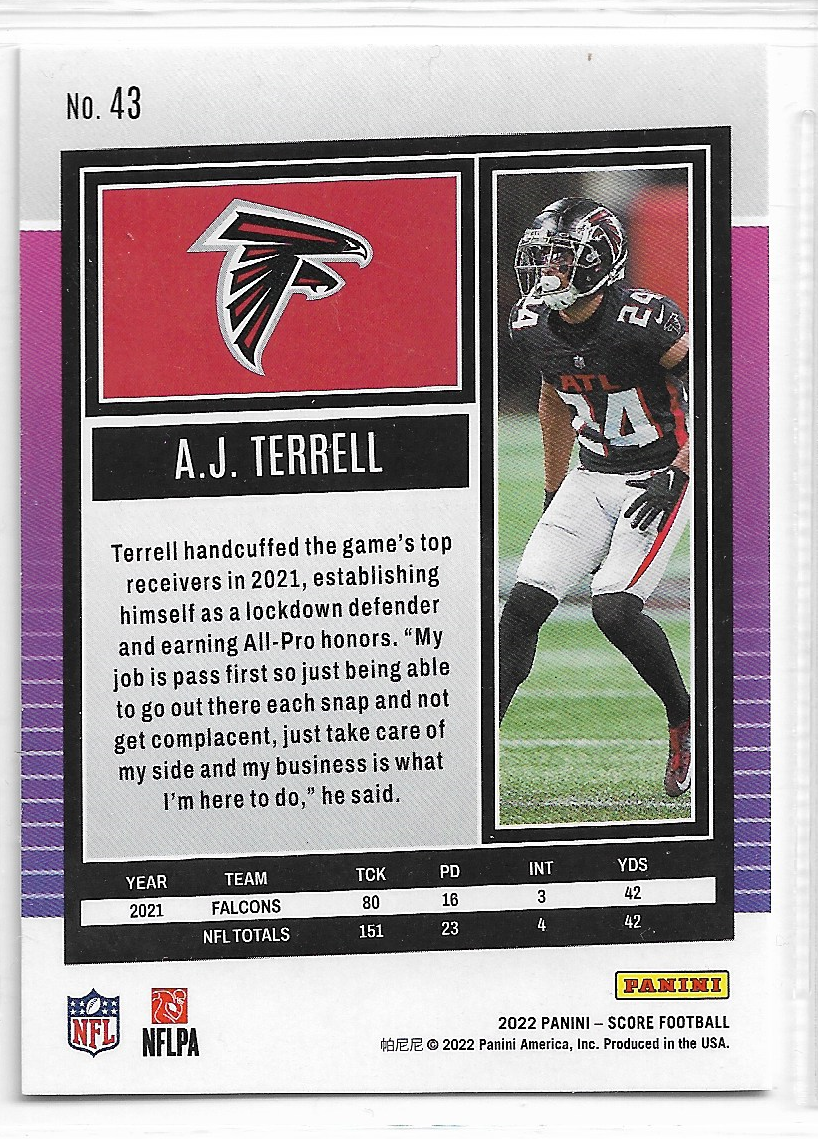 No. 43
24
24
ATL
24
A.J. TERRELL
Terrell handcuffed the game's top
receivers in 2021, establishing
himself as a lockdown defender
and earning All-Pro honors. “My
job is pass first so just being able
to go out there each snap and not
get complacent, just take care of
my side and my business is what
I'm here to do,” he said.
YEAR TEAM TCK PD INT YDS
2021 FALCONS 80 16 3 42
NFL TOTALS 151 23 4 42
NFL
NFLPA
PANINI
2022 PANINI – SCORE FOOTBALL
帕尼尼 © 2022 Panini America, Inc. Produced in the USA.